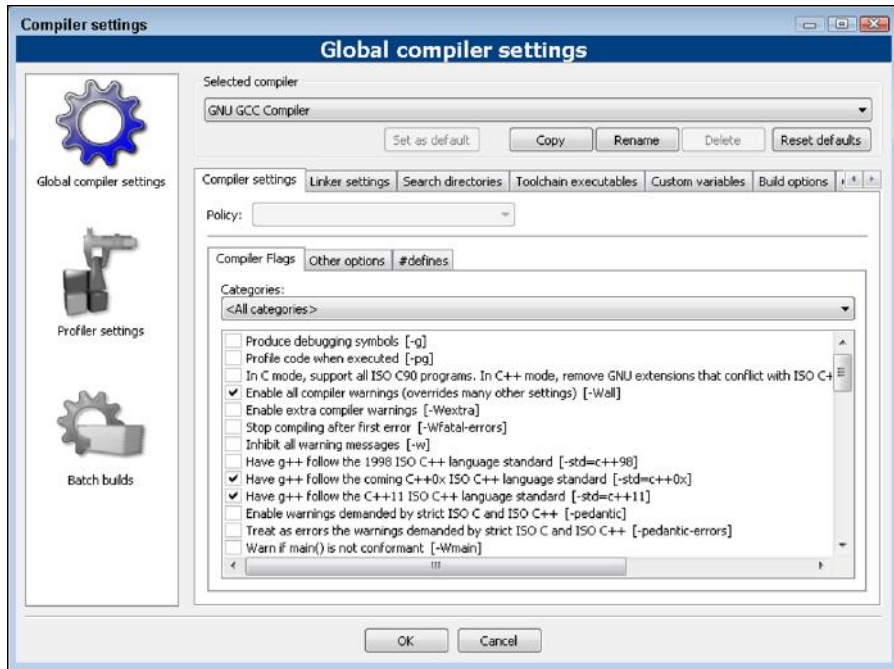 Compiler settings
Global compiler settings
Selected compiler
GNU GCC Compiler
Set as default Copy Rename Delete Reset defaults
Global compiler settings
Profiler settings
Batch builds
Compiler settings Linker settings Search directories Toolchain executables Custom variables Build options
Policy:
Compiler Flags Other options #defines
Categories:
<All categories>
Produce debugging symbols [-g]
Profile code when executed [-pg]
In C mode, support all ISO C90 programs. In C++ mode, remove GNU extensions that conflict with ISO C+
Enable all compiler warnings (overrides many other settings) [-Wall]
Enable extra compiler warnings [-Wextra]
Stop compiling after first error [-Wfatal-errors]
Inhibit all warning messages [-w]
Have g++ follow the 1998 ISO C++ language standard [-std=c++98]
Have g++ follow the coming C++0x ISO C++ language standard [-std=c++0x]
Have g++ follow the C++11 ISO C++ language standard [-std=c++11]
Enable warnings demanded by strict ISO C and ISO C++ [-pedantic]
Treat as errors the warnings demanded by strict ISO C and ISO C++ [-pedantic-errors]
Warn if main() is not conformant [-Wmain]
OK Cancel